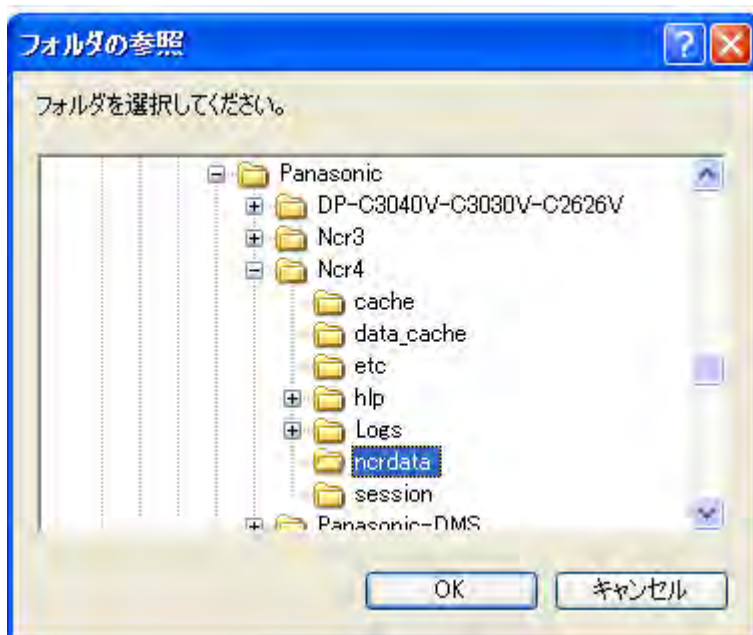 フォルダの参照
フォルダを選択してください。
Panasonic
DP-C3040V-C3030V-C2626V
Ncr3
Ncr4
cache
data_cache
etc
hlp
Logs
ncrdata
session
Panasonic-DMS
OK
キャンセル